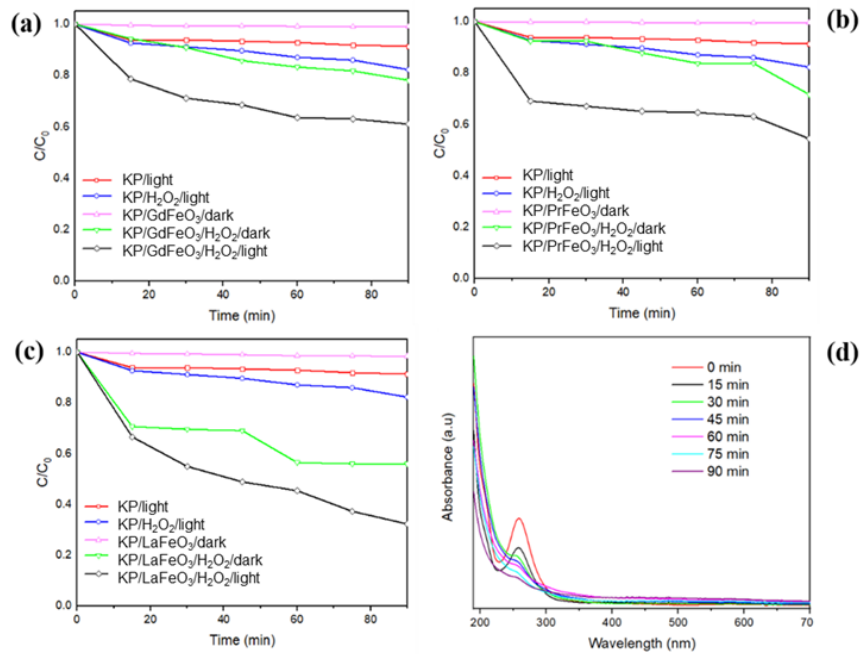 (a)
C/C0
1.0
0.8
0.6
0.4
0.2
0.0
KP/light
KP/H2O2/light
KP/GdFeO3/dark
KP/GdFeO3/H2O2/dark
KP/GdFeO3/H2O2/light
0 20 40 60 80
Time (min)
(b)
C/C0
1.0
0.8
0.6
0.4
0.2
0.0
KP/light
KP/H2O2/light
KP/PrFeO3/dark
KP/PrFeO3/H2O2/dark
KP/PrFeO3/H2O2/light
0 20 40 60 80
Time (min)
(c)
C/C0
1.0
0.8
0.6
0.4
0.2
0.0
KP/light
KP/H2O2/light
KP/LaFeO3/dark
KP/LaFeO3/H2O2/dark
KP/LaFeO3/H2O2/light
0 20 40 60 80
Time (min)
(d)
Absorbance (a.u)
0 min
15 min
30 min
45 min
60 min
75 min
90 min
200 300 400 500 600 70
Wavelength (nm)